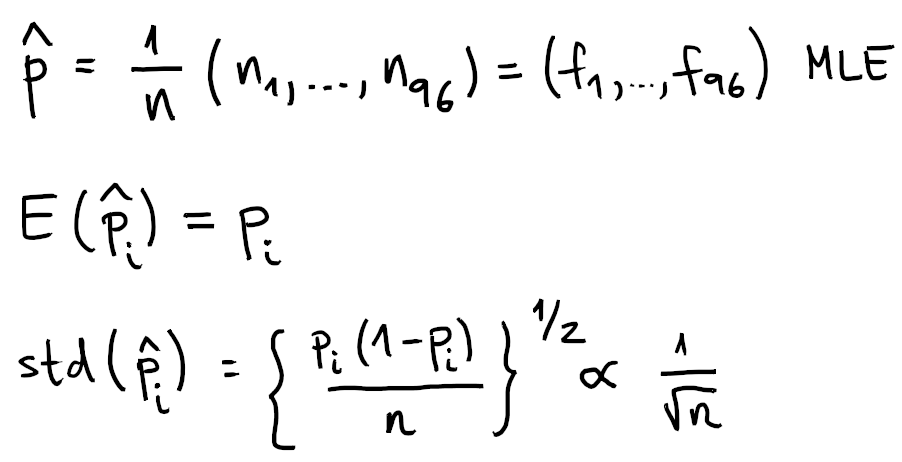 p̂ = 1/n (n₁,...,n₉₆) = (f₁,...,f₉₆) MLE
E(p̂ᵢ) = pᵢ
std(p̂ᵢ) = {pᵢ(1-pᵢ)/n}^1/2 ∝ 1/√n